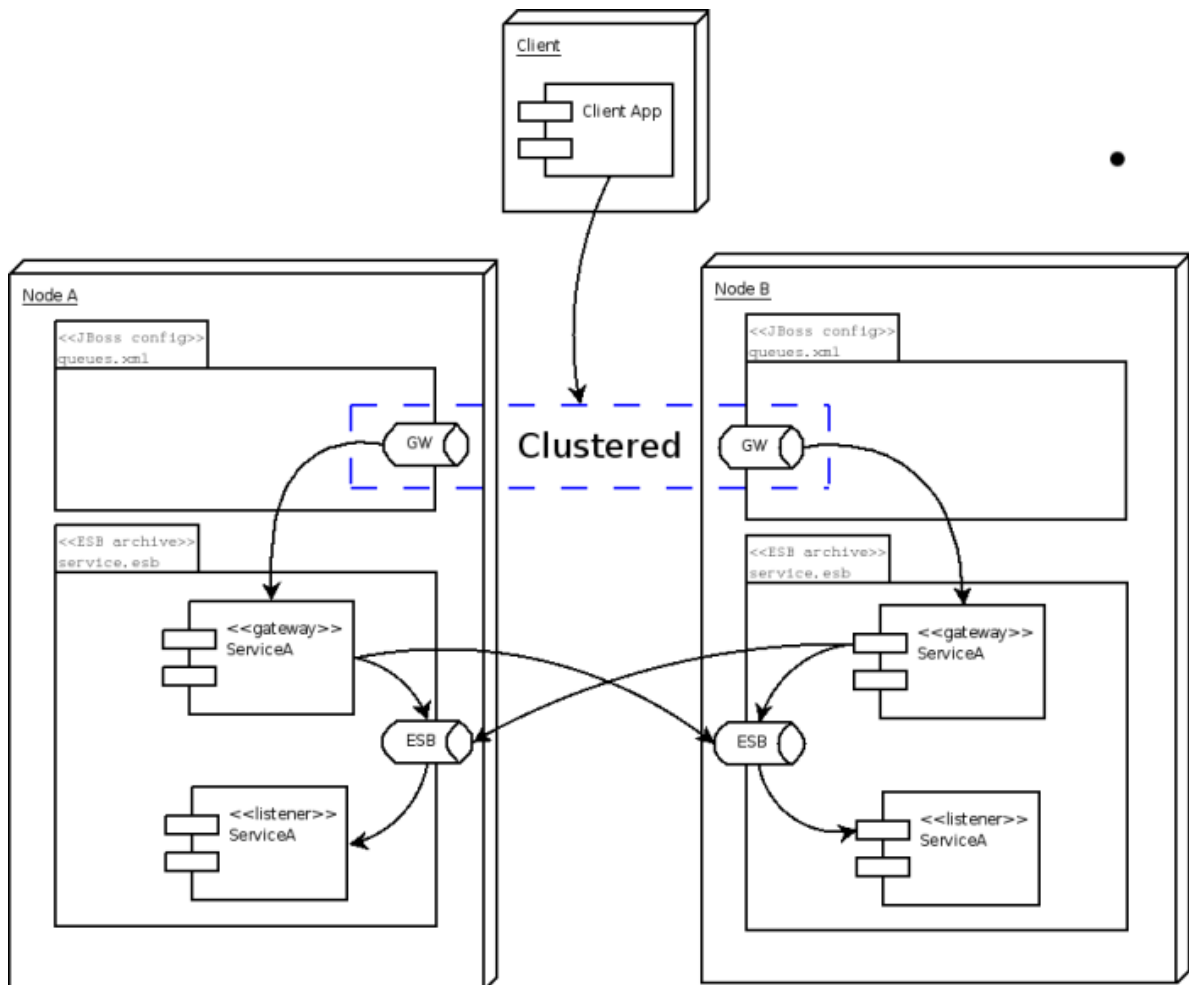 Client
Client App
Node A
<<JBoss config>>
queues.xml
GW
Clustered
<<ESB archive>>
service.esb
<<gateway>>
ServiceA
ESB
<<listener>>
ServiceA
Node B
<<JBoss config>>
queues.xml
GW
<<ESB archive>>
service.esb
<<gateway>>
ServiceA
ESB
<<listener>>
ServiceA